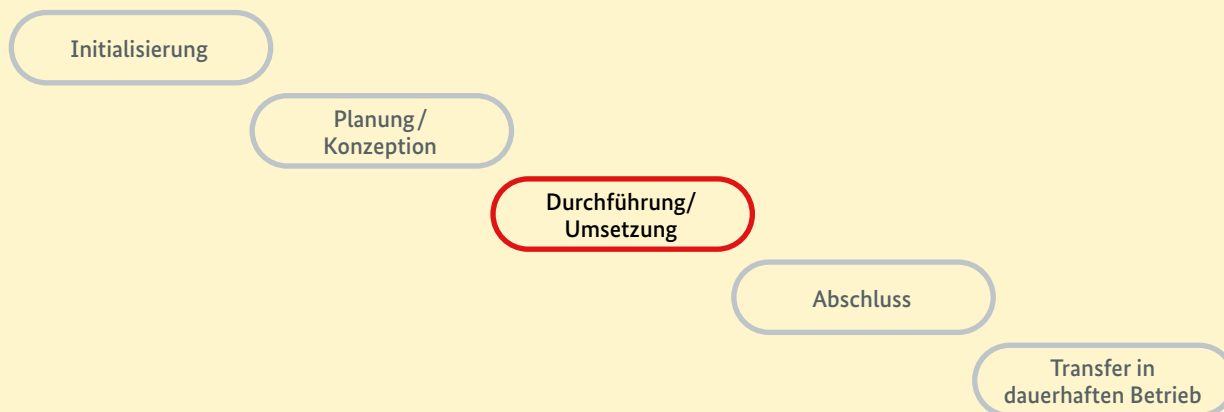 Initialisierung
Planung/
Konzeption
Durchführung/
Umsetzung
Abschluss
Transfer in
dauerhaften Betrieb